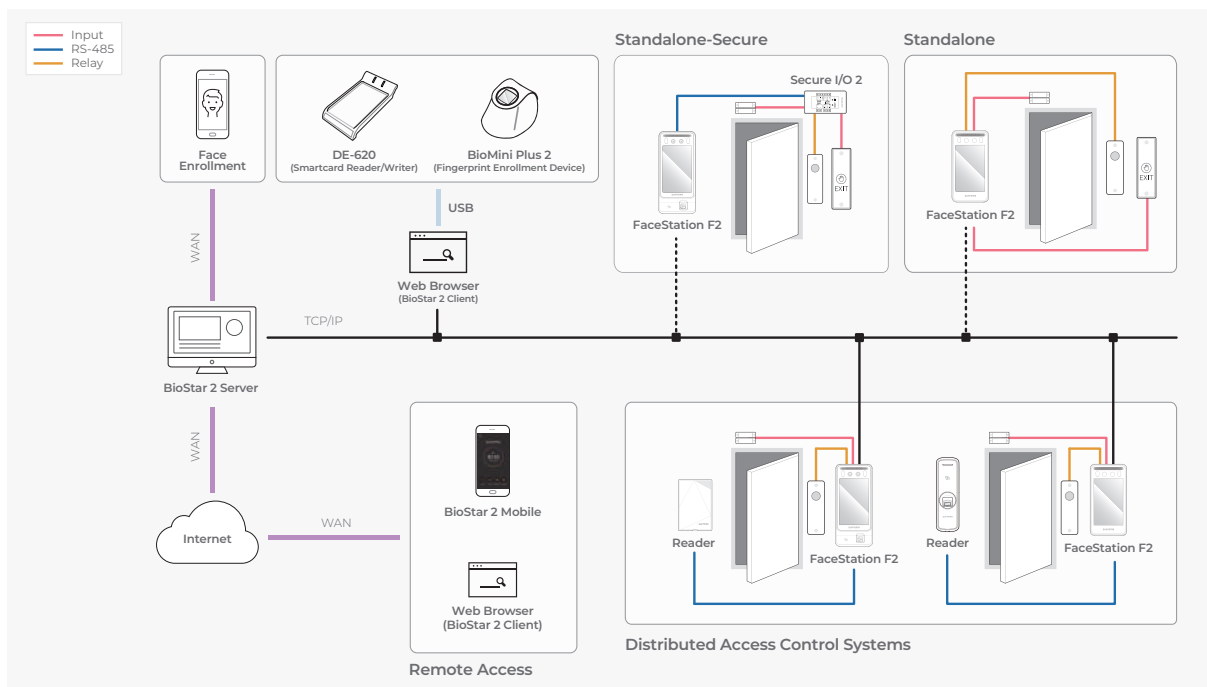 Input
RS-485
Relay
Face
Enrollment
DE-620
(Smartcard Reader/Writer)
BioMini Plus 2
(Fingerprint Enrollment Device)
USB
WAN
Web Browser
(BioStar 2 Client)
TCP/IP
BioStar 2 Server
WAN
Internet
WAN
BioStar 2 Mobile
Web Browser
(BioStar 2 Client)
Remote Access
Standalone-Secure
Secure I/O 2
EXIT
FaceStation F2
Standalone
EXIT
FaceStation F2
Reader
FaceStation F2
Reader
FaceStation F2
Distributed Access Control Systems